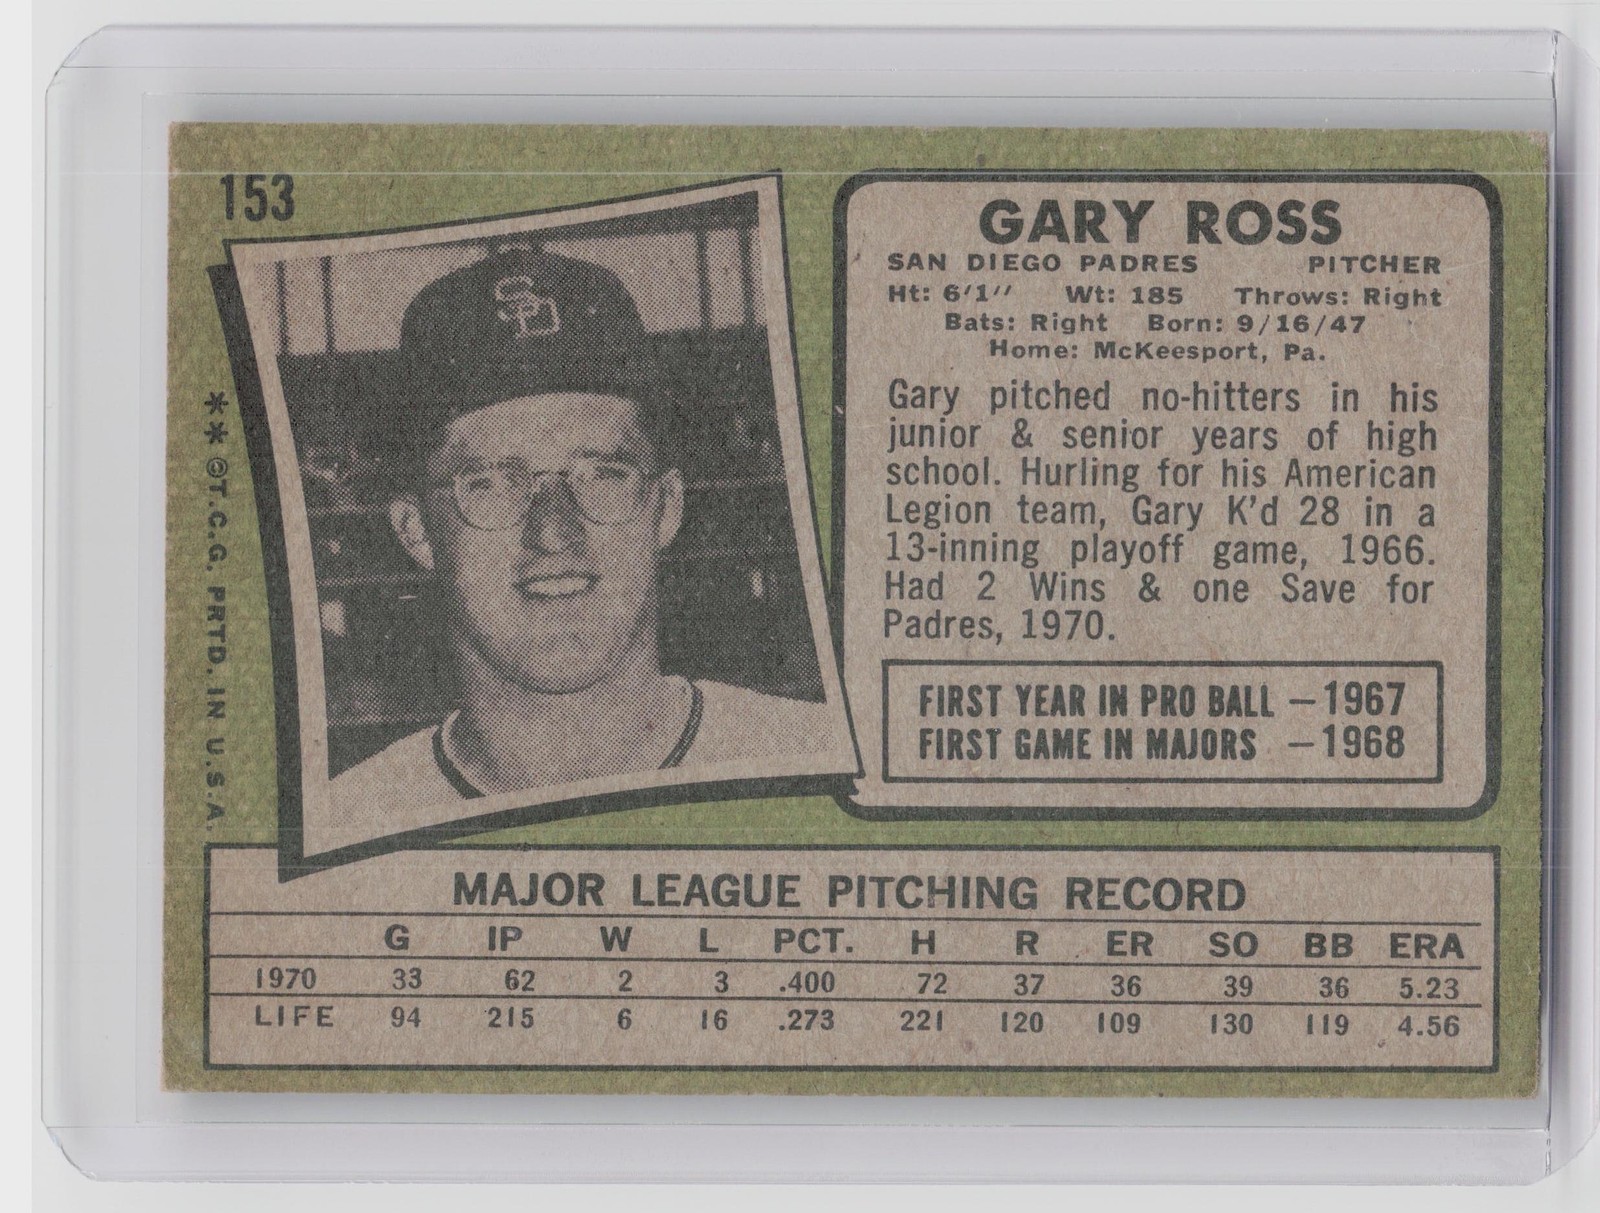 153
SD
** ©T.C.G. PRTD. IN U.S.A.
GARY ROSS
SAN DIEGO PADRES PITCHER
Ht: 6'1" Wt: 185 Throws: Right
Bats: Right Born: 9/16/47
Home: McKeesport, Pa.
Gary pitched no-hitters in his
junior & senior years of high
school. Hurling for his American
Legion team, Gary K'd 28 in a
13-inning playoff game, 1966.
Had 2 Wins & one Save for
Padres, 1970.
FIRST YEAR IN PRO BALL – 1967
FIRST GAME IN MAJORS – 1968
MAJOR LEAGUE PITCHING RECORD
G IP W L PCT. H R ER SO BB ERA
1970 33 62 2 3 .400 72 37 36 39 36 5.23
LIFE 94 215 6 16 .273 221 120 109 130 119 4.56